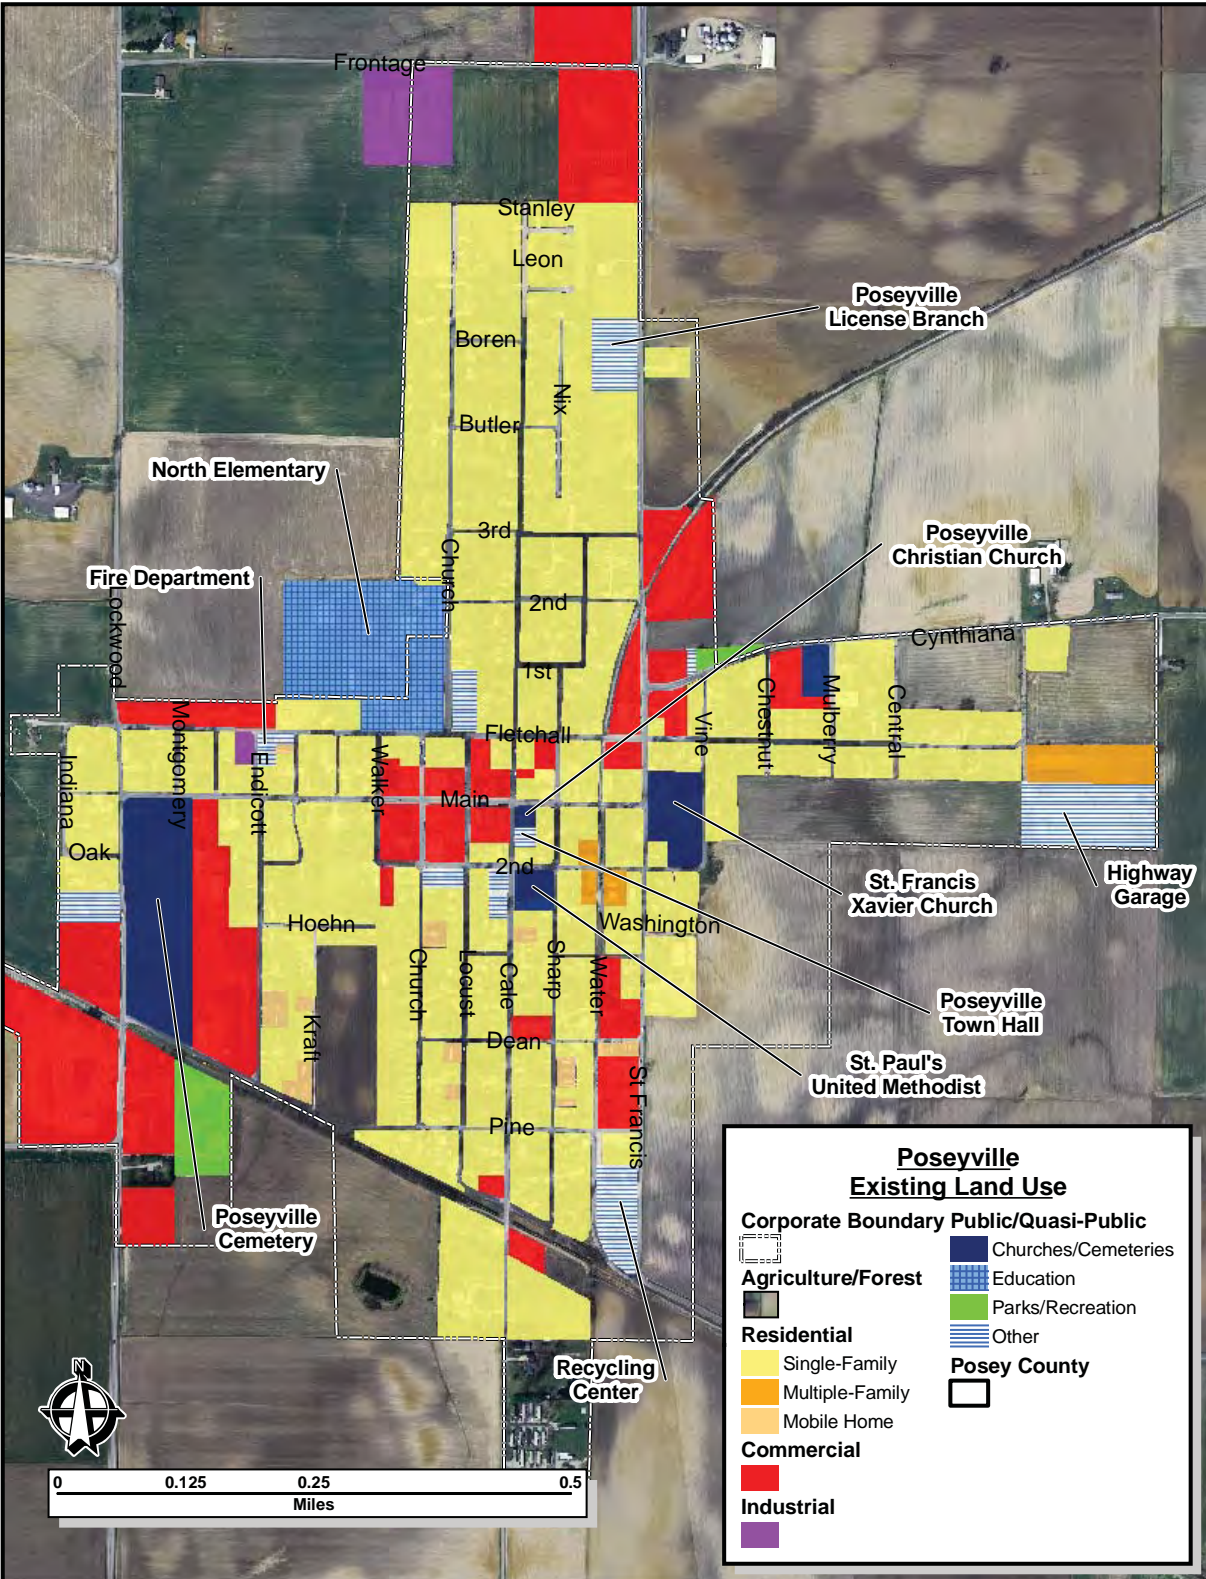 Frontage
Stanley
Leon
Poseyville
License Branch
Boren
Nix
Butler
North Elementary
3rd
Poseyville
Christian Church
Church
Fire Department
Lockwood
2nd
Cynthiana
1st
Montgomery
Fletchall
Vine
Chestnut
Mulberry
Central
Indiana
Endicott
Walker
Main
Oak
2nd
St. Francis
Xavier Church
Highway
Garage
Hoehn
Washington
Church
Locust
Cale
Sharp
Water
Poseyville
Town Hall
Kraft
Dean
St. Paul's
United Methodist
St Francis
Pine
Poseyville
Cemetery
Recycling
Center
N
0 0.125 0.25 0.5
Miles
Poseyville
Existing Land Use
Corporate Boundary
Agriculture/Forest
Residential
Single-Family
Multiple-Family
Mobile Home
Commercial
Industrial
Public/Quasi-Public
Churches/Cemeteries
Education
Parks/Recreation
Other
Posey County